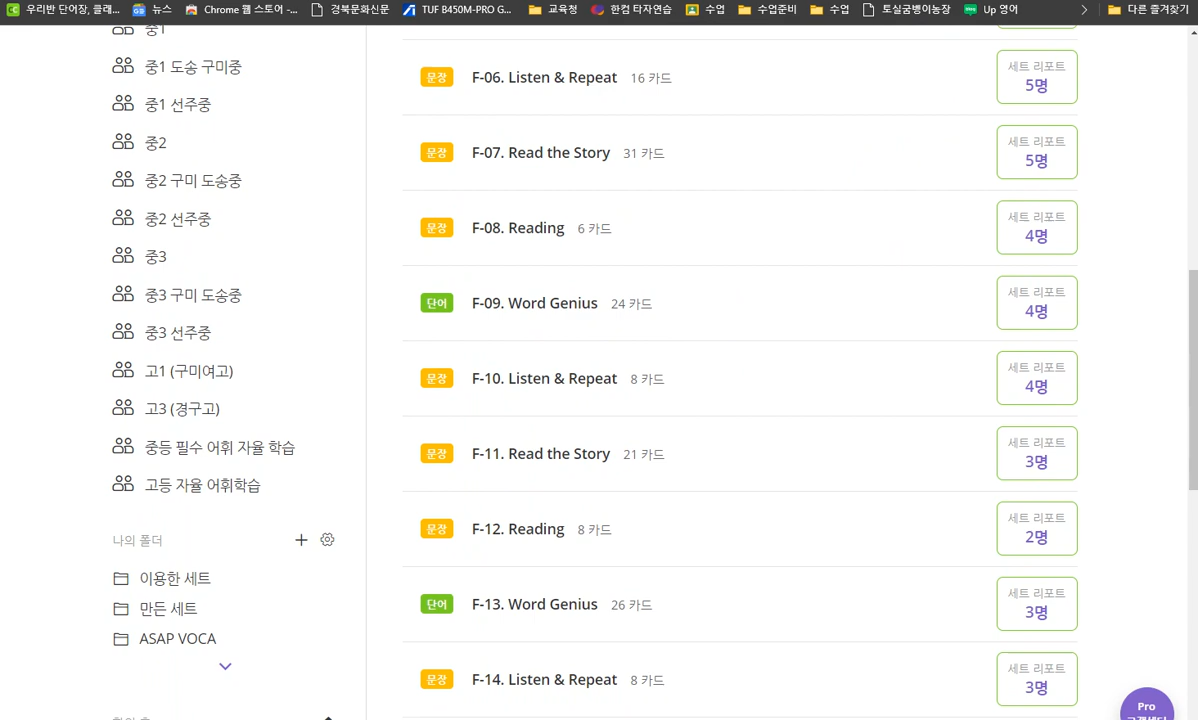 우리반 단어장, 클래... 뉴스 Chrome 웹 스토어 -... 경북문화신문 TUF B450M-PRO G... 교육청 한컴 타자연습 수업 수업준비 수업 토실굼벵이농장 Up 영어 다른 즐겨찾기
중1
중1 도송 구미중
중1 선주중
중2
중2 구미 도송중
중2 선주중
중3
중3 구미 도송중
중3 선주중
고1 (구미여고)
고3 (경구고)
중등 필수 어휘 자율 학습
고등 자율 어휘학습
나의 폴더
이용한 세트
만든 세트
ASAP VOCA
문장 F-06. Listen & Repeat 16 카드
세트 리포트
5명
문장 F-07. Read the Story 31 카드
세트 리포트
5명
문장 F-08. Reading 6 카드
세트 리포트
4명
단어 F-09. Word Genius 24 카드
세트 리포트
4명
문장 F-10. Listen & Repeat 8 카드
세트 리포트
4명
문장 F-11. Read the Story 21 카드
세트 리포트
3명
문장 F-12. Reading 8 카드
세트 리포트
2명
단어 F-13. Word Genius 26 카드
세트 리포트
3명
문장 F-14. Listen & Repeat 8 카드
세트 리포트
3명
Pro